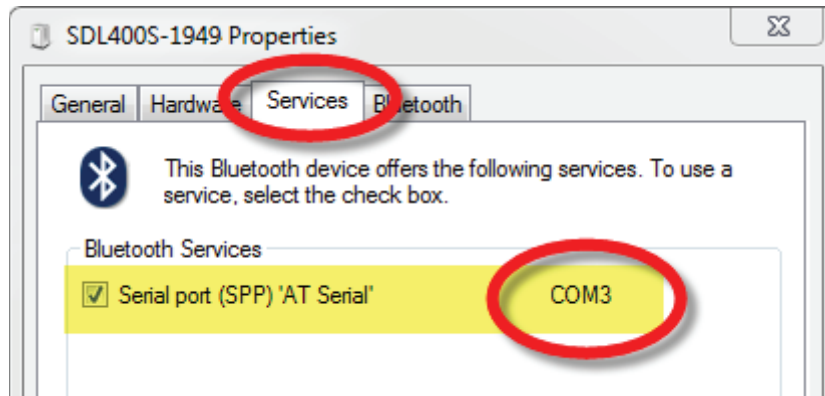 SDL400S-1949 Properties
General Hardware Services Bluetooth
This Bluetooth device offers the following services. To use a
service, select the check box.
Bluetooth Services
Serial port (SPP) 'AT Serial' COM3